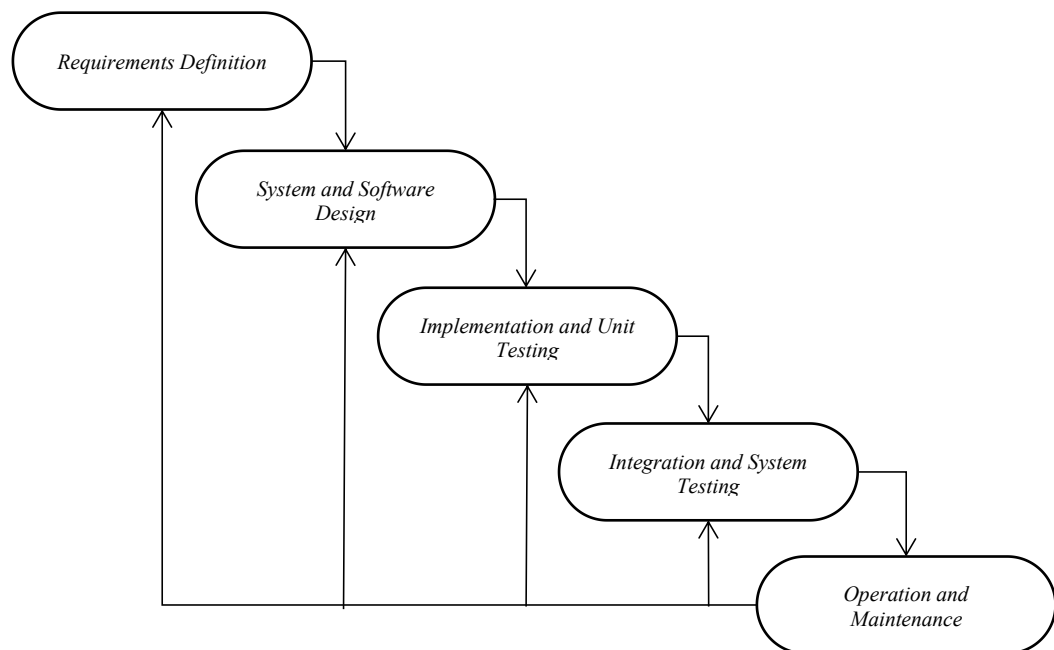 Requirements Definition
System and Software
Design
Implementation and Unit
Testing
Integration and System
Testing
Operation and
Maintenance